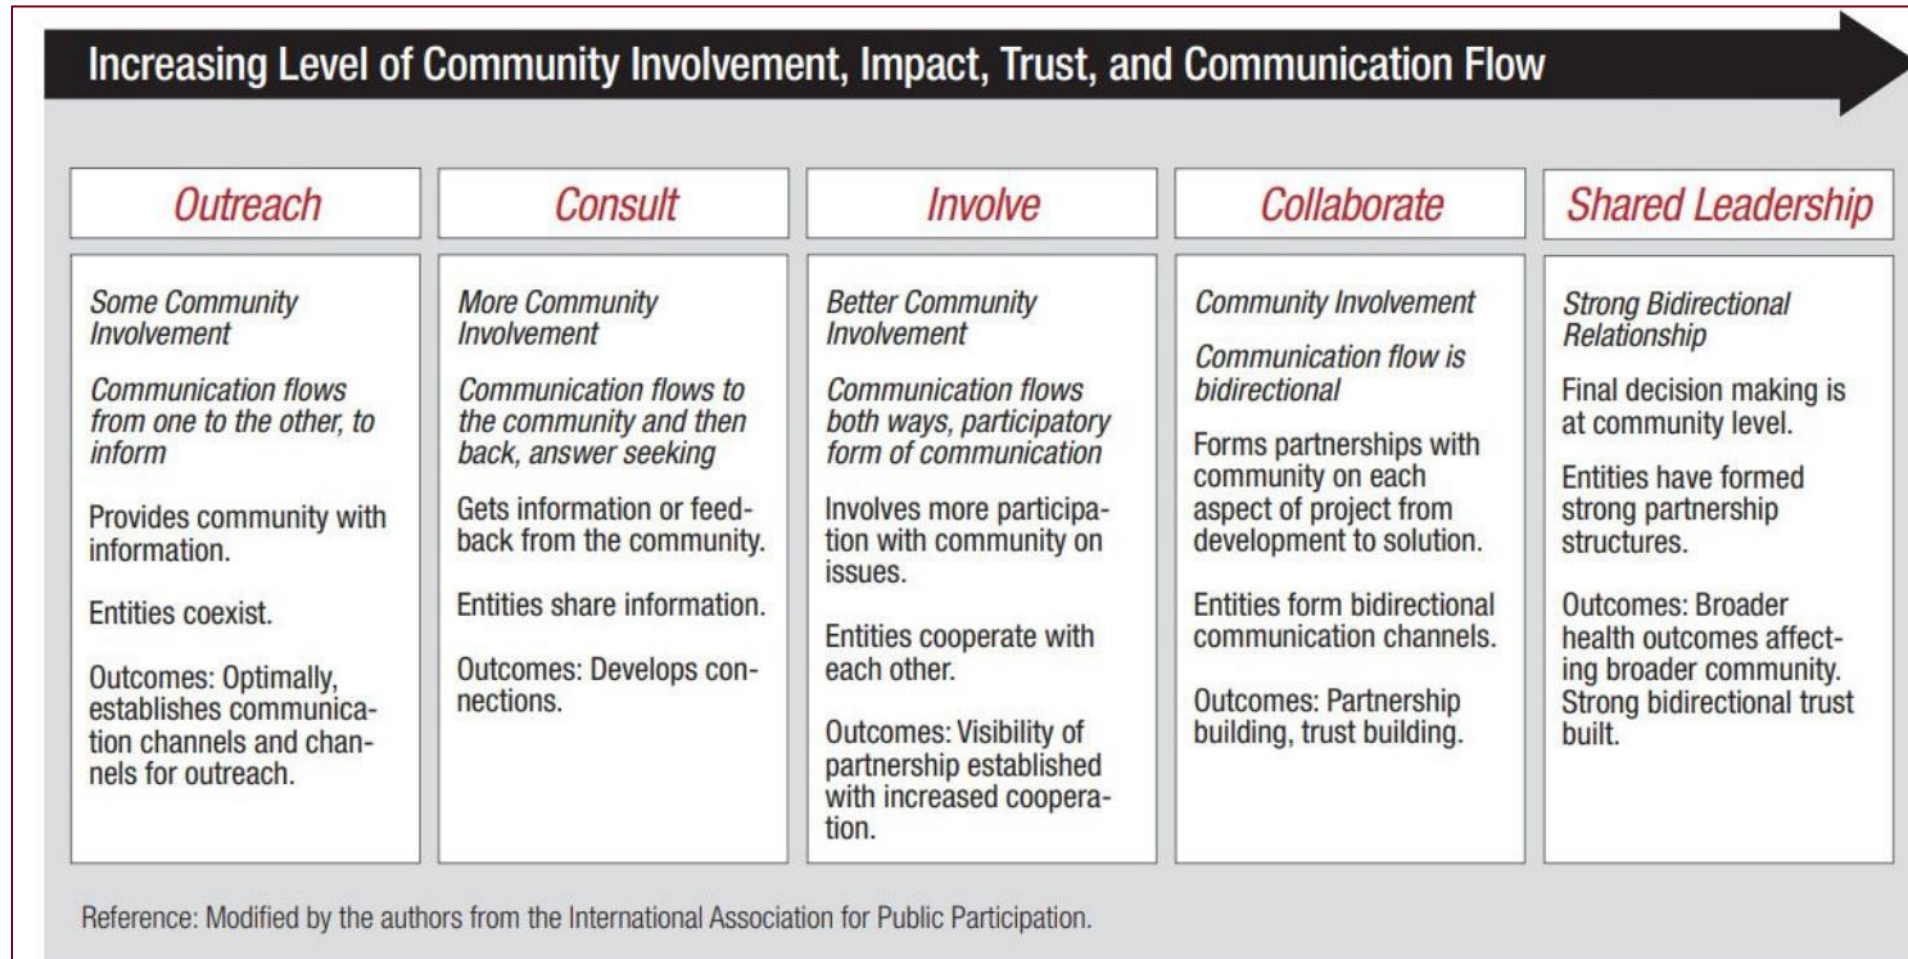 Increasing Level of Community Involvement, Impact, Trust, and Communication Flow
Outreach
Some Community
Involvement
Communication flows
from one to the other, to
inform
Provides community with
information.
Entities coexist.
Outcomes: Optimally,
establishes communica-
tion channels and chan-
nels for outreach.
Consult
More Community
Involvement
Communication flows to
the community and then
back, answer seeking
Gets information or feed-
back from the community.
Entities share information.
Outcomes: Develops con-
nections.
Involve
Better Community
Involvement
Communication flows
both ways, participatory
form of communication
Involves more participa-
tion with community on
issues.
Entities cooperate with
each other.
Outcomes: Visibility of
partnership established
with increased coopera-
tion.
Collaborate
Community Involvement
Communication flow is
bidirectional
Forms partnerships with
community on each
aspect of project from
development to solution.
Entities form bidirectional
communication channels.
Outcomes: Partnership
building, trust building.
Shared Leadership
Strong Bidirectional
Relationship
Final decision making is
at community level.
Entities have formed
strong partnership
structures.
Outcomes: Broader
health outcomes affect-
ing broader community.
Strong bidirectional trust
built.
Reference: Modified by the authors from the International Association for Public Participation.